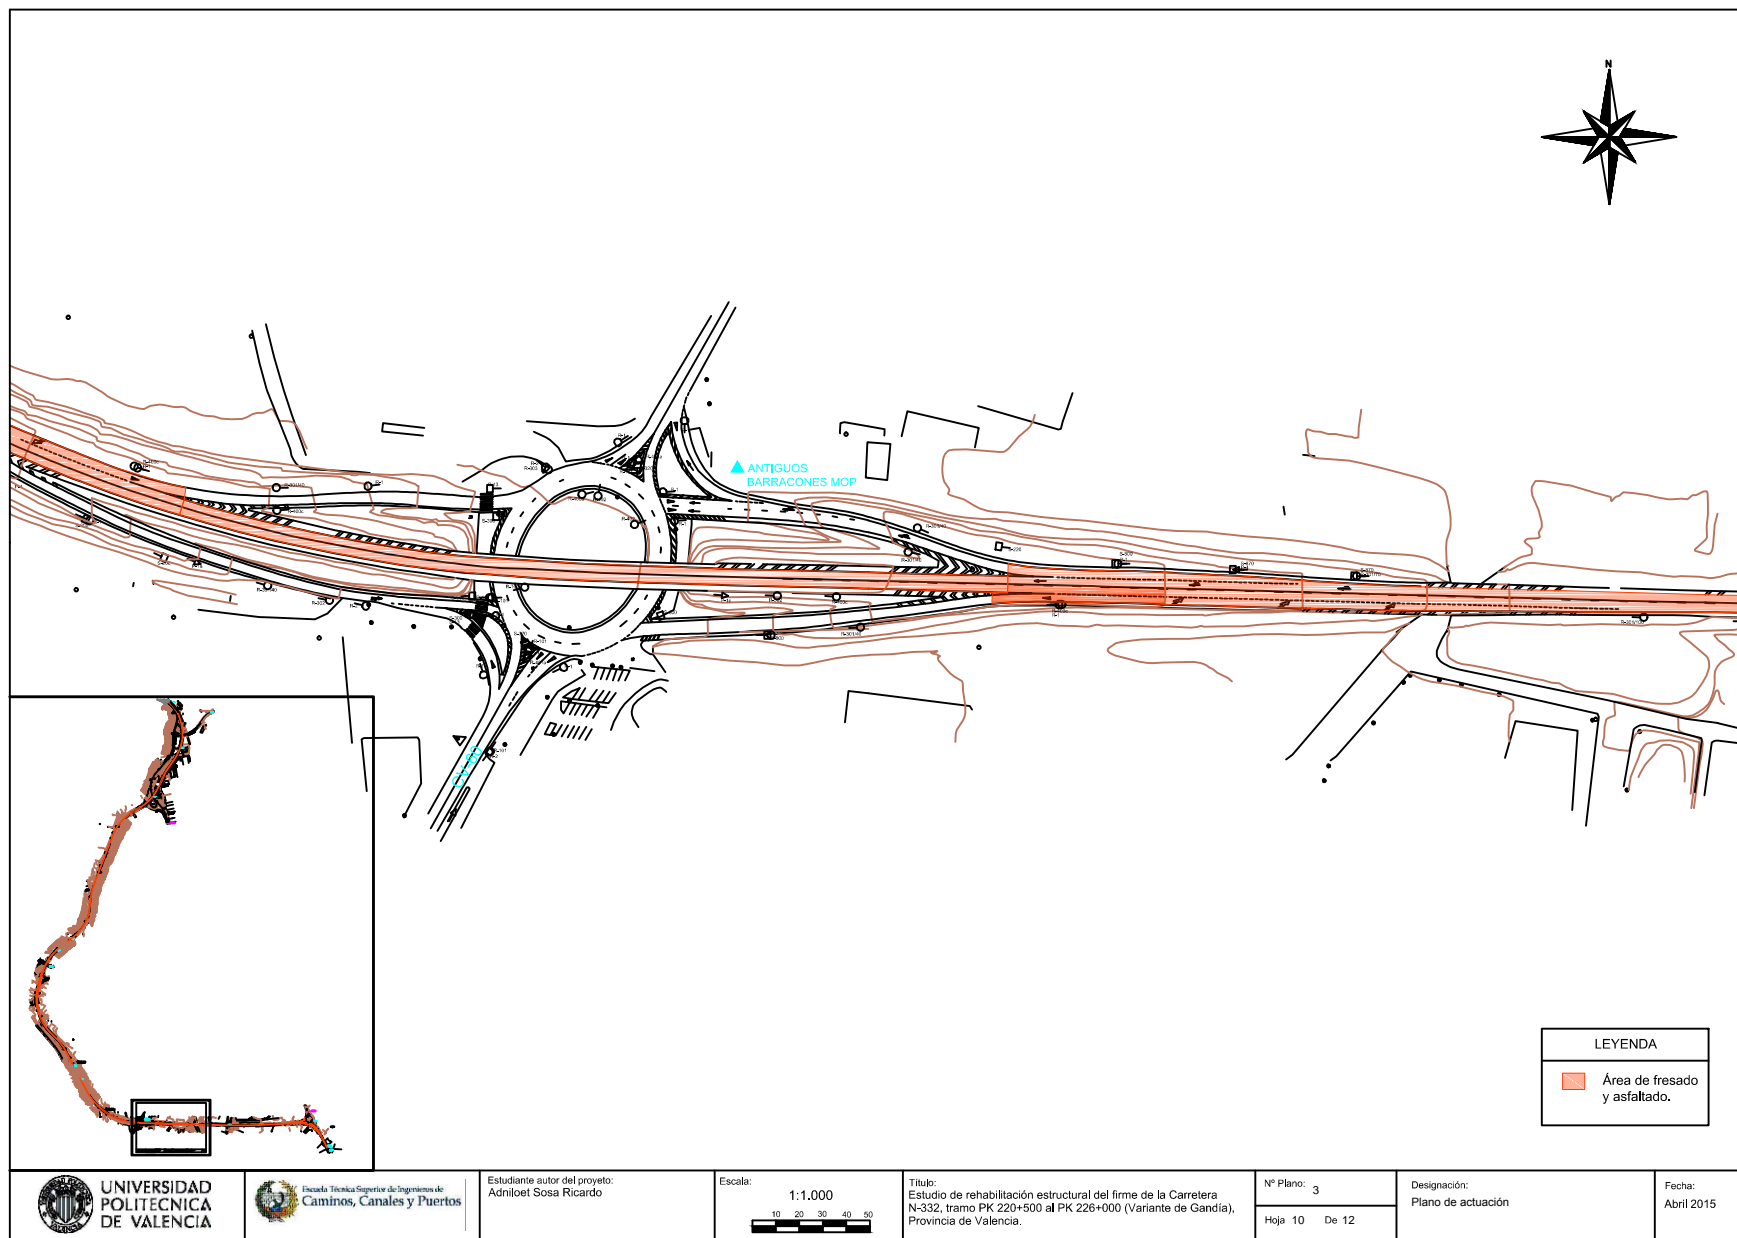 N
ANTIGUOS
BARRACONES MOP
CV-60
LEYENDA
Área de fresado
y asfaltado.
UNIVERSIDAD
POLITECNICA
DE VALENCIA
Escuela Técnica Superior de Ingenieros de
Caminos, Canales y Puertos
Estudiante autor del proyeto:
Adniloet Sosa Ricardo
Escala:
1:1.000
10 20 30 40 50
Título:
Estudio de rehabilitación estructural del firme de la Carretera
N-332, tramo PK 220+500 al PK 226+000 (Variante de Gandía),
Provincia de Valencia.
Nº Plano: 3
Hoja 10 De 12
Designación:
Plano de actuación
Fecha:
Abril 2015